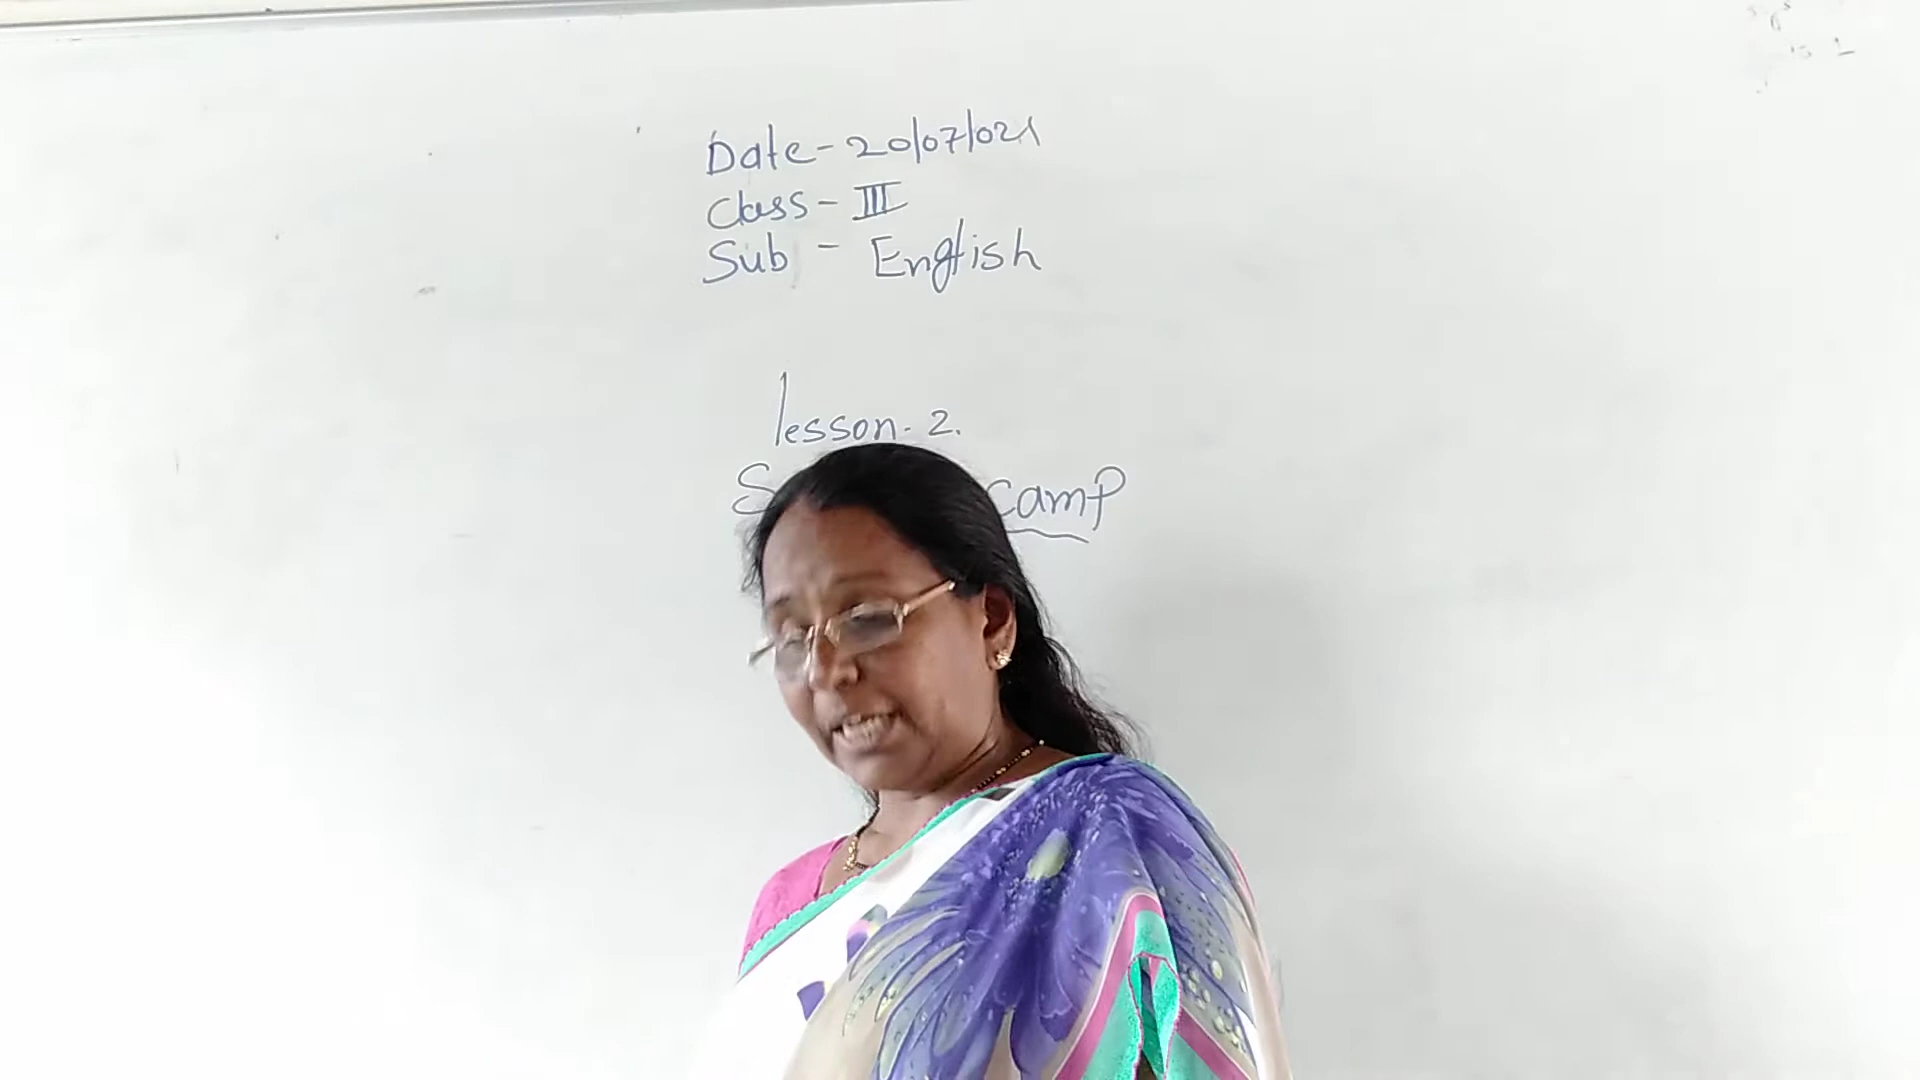 Date - 20/07/021
Class - III
Sub - English
lesson - 2.
camp